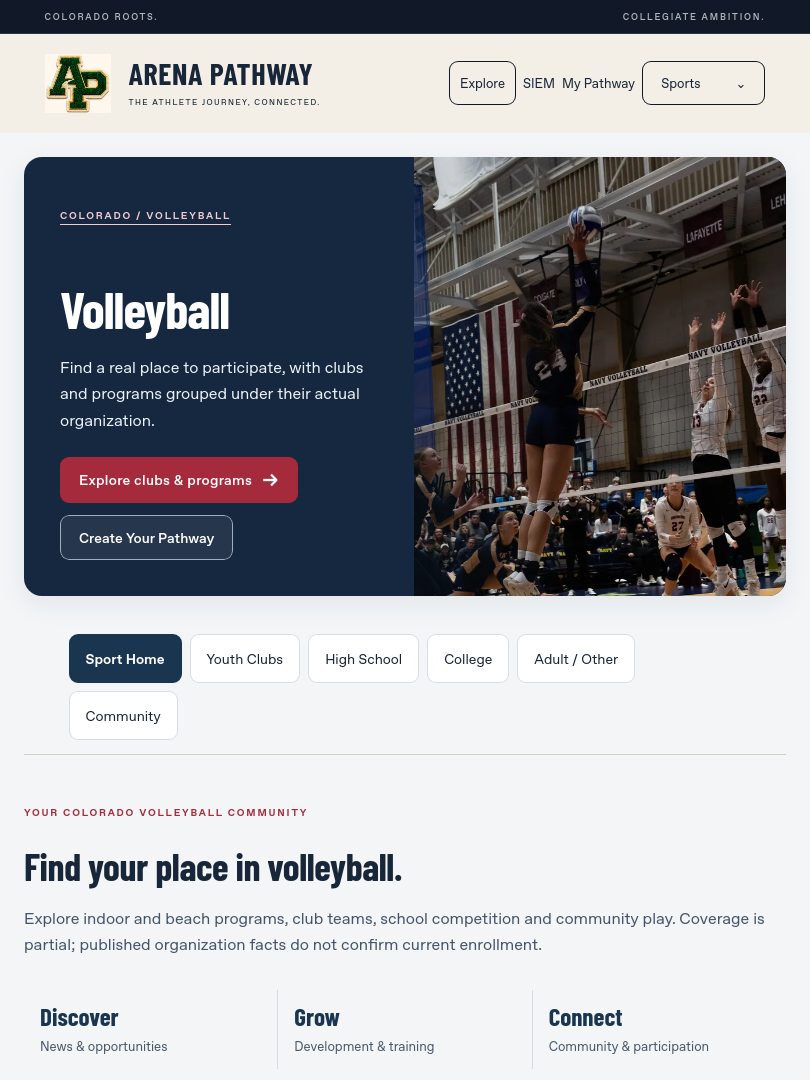 COLORADO ROOTS.
COLLEGIATE AMBITION.
AP
ARENA PATHWAY
THE ATHLETE JOURNEY, CONNECTED.
Explore
SIEM
My Pathway
Sports
COLORADO / VOLLEYBALL
Volleyball
Find a real place to participate, with clubs
and programs grouped under their actual
organization.
Explore clubs & programs →
Create Your Pathway
LAFAYETTE
24
NAVY VOLLEYBALL
NAVY VOLLEYBALL
27
Sport Home
Youth Clubs
High School
College
Adult / Other
Community
YOUR COLORADO VOLLEYBALL COMMUNITY
Find your place in volleyball.
Explore indoor and beach programs, club teams, school competition and community play. Coverage is
partial; published organization facts do not confirm current enrollment.
Discover
News & opportunities
Grow
Development & training
Connect
Community & participation